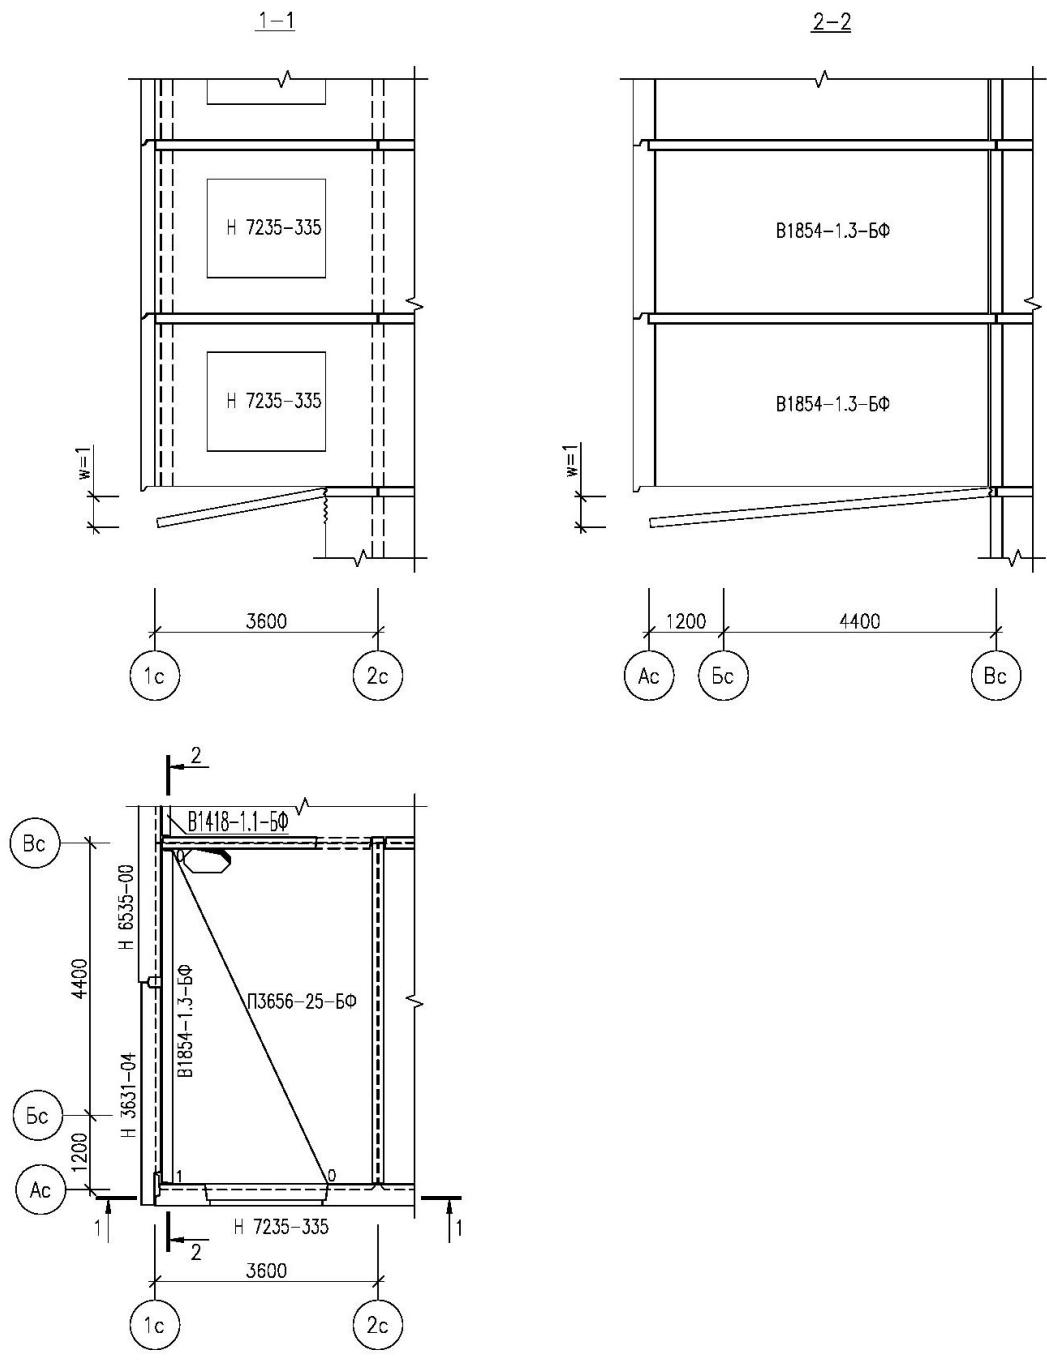 1-1
2-2
Н 7235-335
В1854-1.3-БФ
Н 7235-335
В1854-1.3-БФ
w=1
w=1
3600
1200
4400
1с
2с
Ас
Бс
Вс
2
В1418-1.1-БФ
Вс
0
Н 6535-00
4400
В1854-1.3-БФ
П3656-25-БФ
Н 3631-04
Бс
1200
Ас
1
0
1
1
Н 7235-335
2
3600
1с
2с